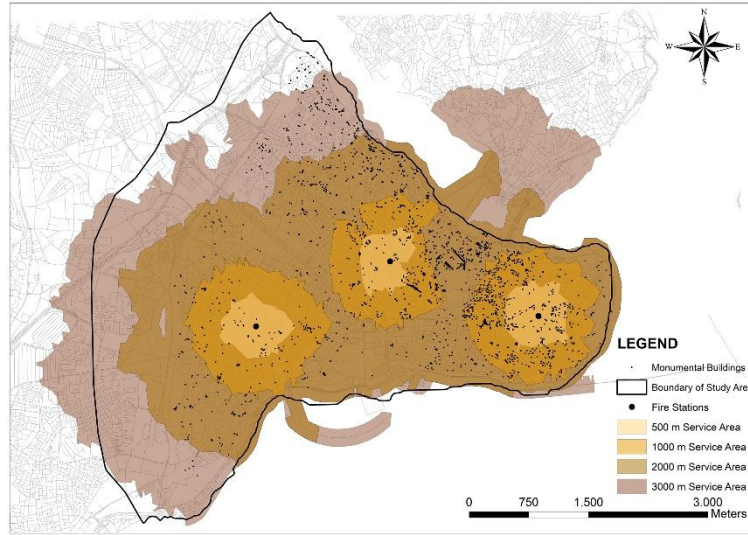 N
W E
S
LEGEND
Monumental Buildings
Boundary of Study Area
Fire Stations
500 m Service Area
1000 m Service Area
2000 m Service Area
3000 m Service Area
0 750 1.500 3.000
Meters